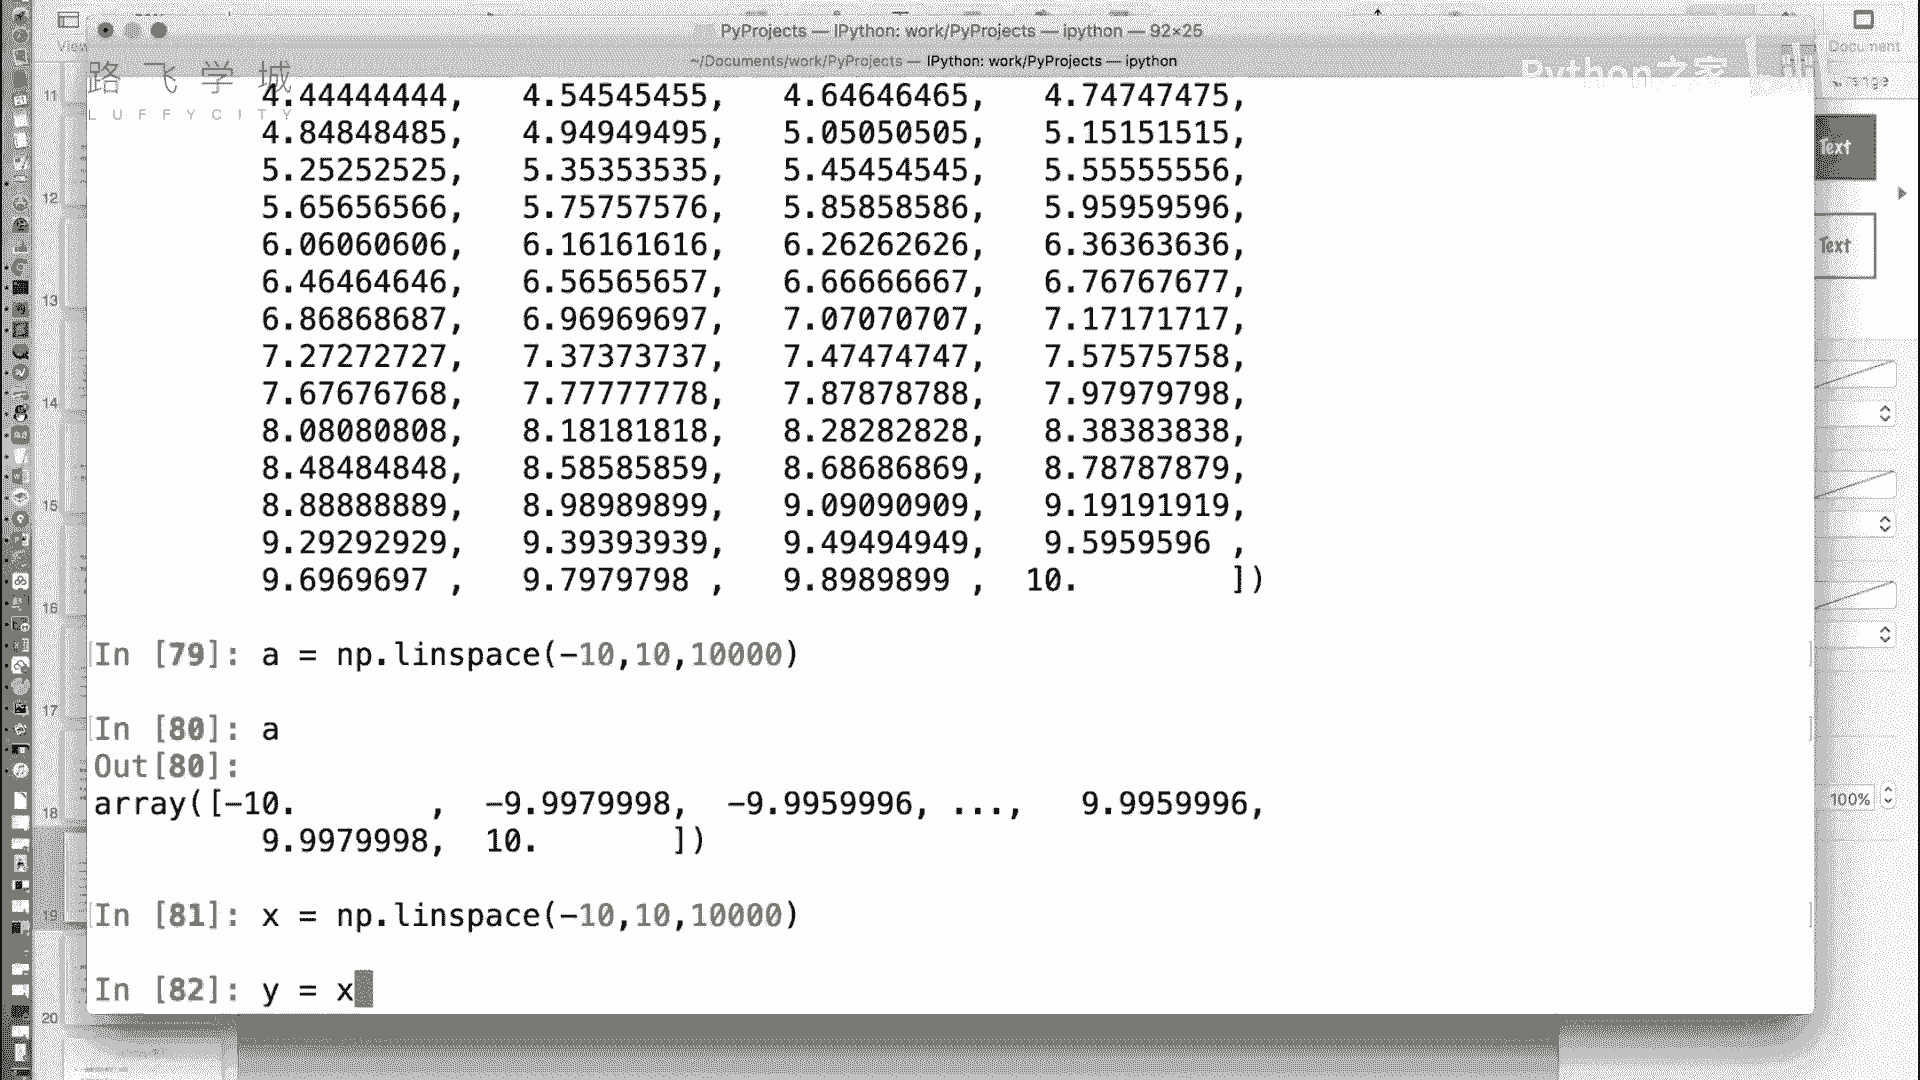 PyProjects — IPython: work/PyProjects — ipython — 92×25
~/Documents/work/PyProjects — IPython: work/PyProjects — ipython
View
Document
路飞学城
LUFFYCITY
Python之家
Text
Text
100%
11
12
13
14
15
16
17
18
19
20
4.44444444, 4.54545455, 4.64646465, 4.74747475,
4.84848485, 4.94949495, 5.05050505, 5.15151515,
5.25252525, 5.35353535, 5.45454545, 5.55555556,
5.65656566, 5.75757576, 5.85858586, 5.95959596,
6.06060606, 6.16161616, 6.26262626, 6.36363636,
6.46464646, 6.56565657, 6.66666667, 6.76767677,
6.86868687, 6.96969697, 7.07070707, 7.17171717,
7.27272727, 7.37373737, 7.47474747, 7.57575758,
7.67676768, 7.77777778, 7.87878788, 7.97979798,
8.08080808, 8.18181818, 8.28282828, 8.38383838,
8.48484848, 8.58585859, 8.68686869, 8.78787879,
8.88888889, 8.98989899, 9.09090909, 9.19191919,
9.29292929, 9.39393939, 9.49494949, 9.5959596 ,
9.6969697 , 9.7979798 , 9.8989899 , 10. ])
In [79]: a = np.linspace(-10,10,10000)
In [80]: a
Out[80]:
array([-10. , -9.9979998, -9.9959996, ..., 9.9959996,
9.9979998, 10. ])
In [81]: x = np.linspace(-10,10,10000)
In [82]: y = x